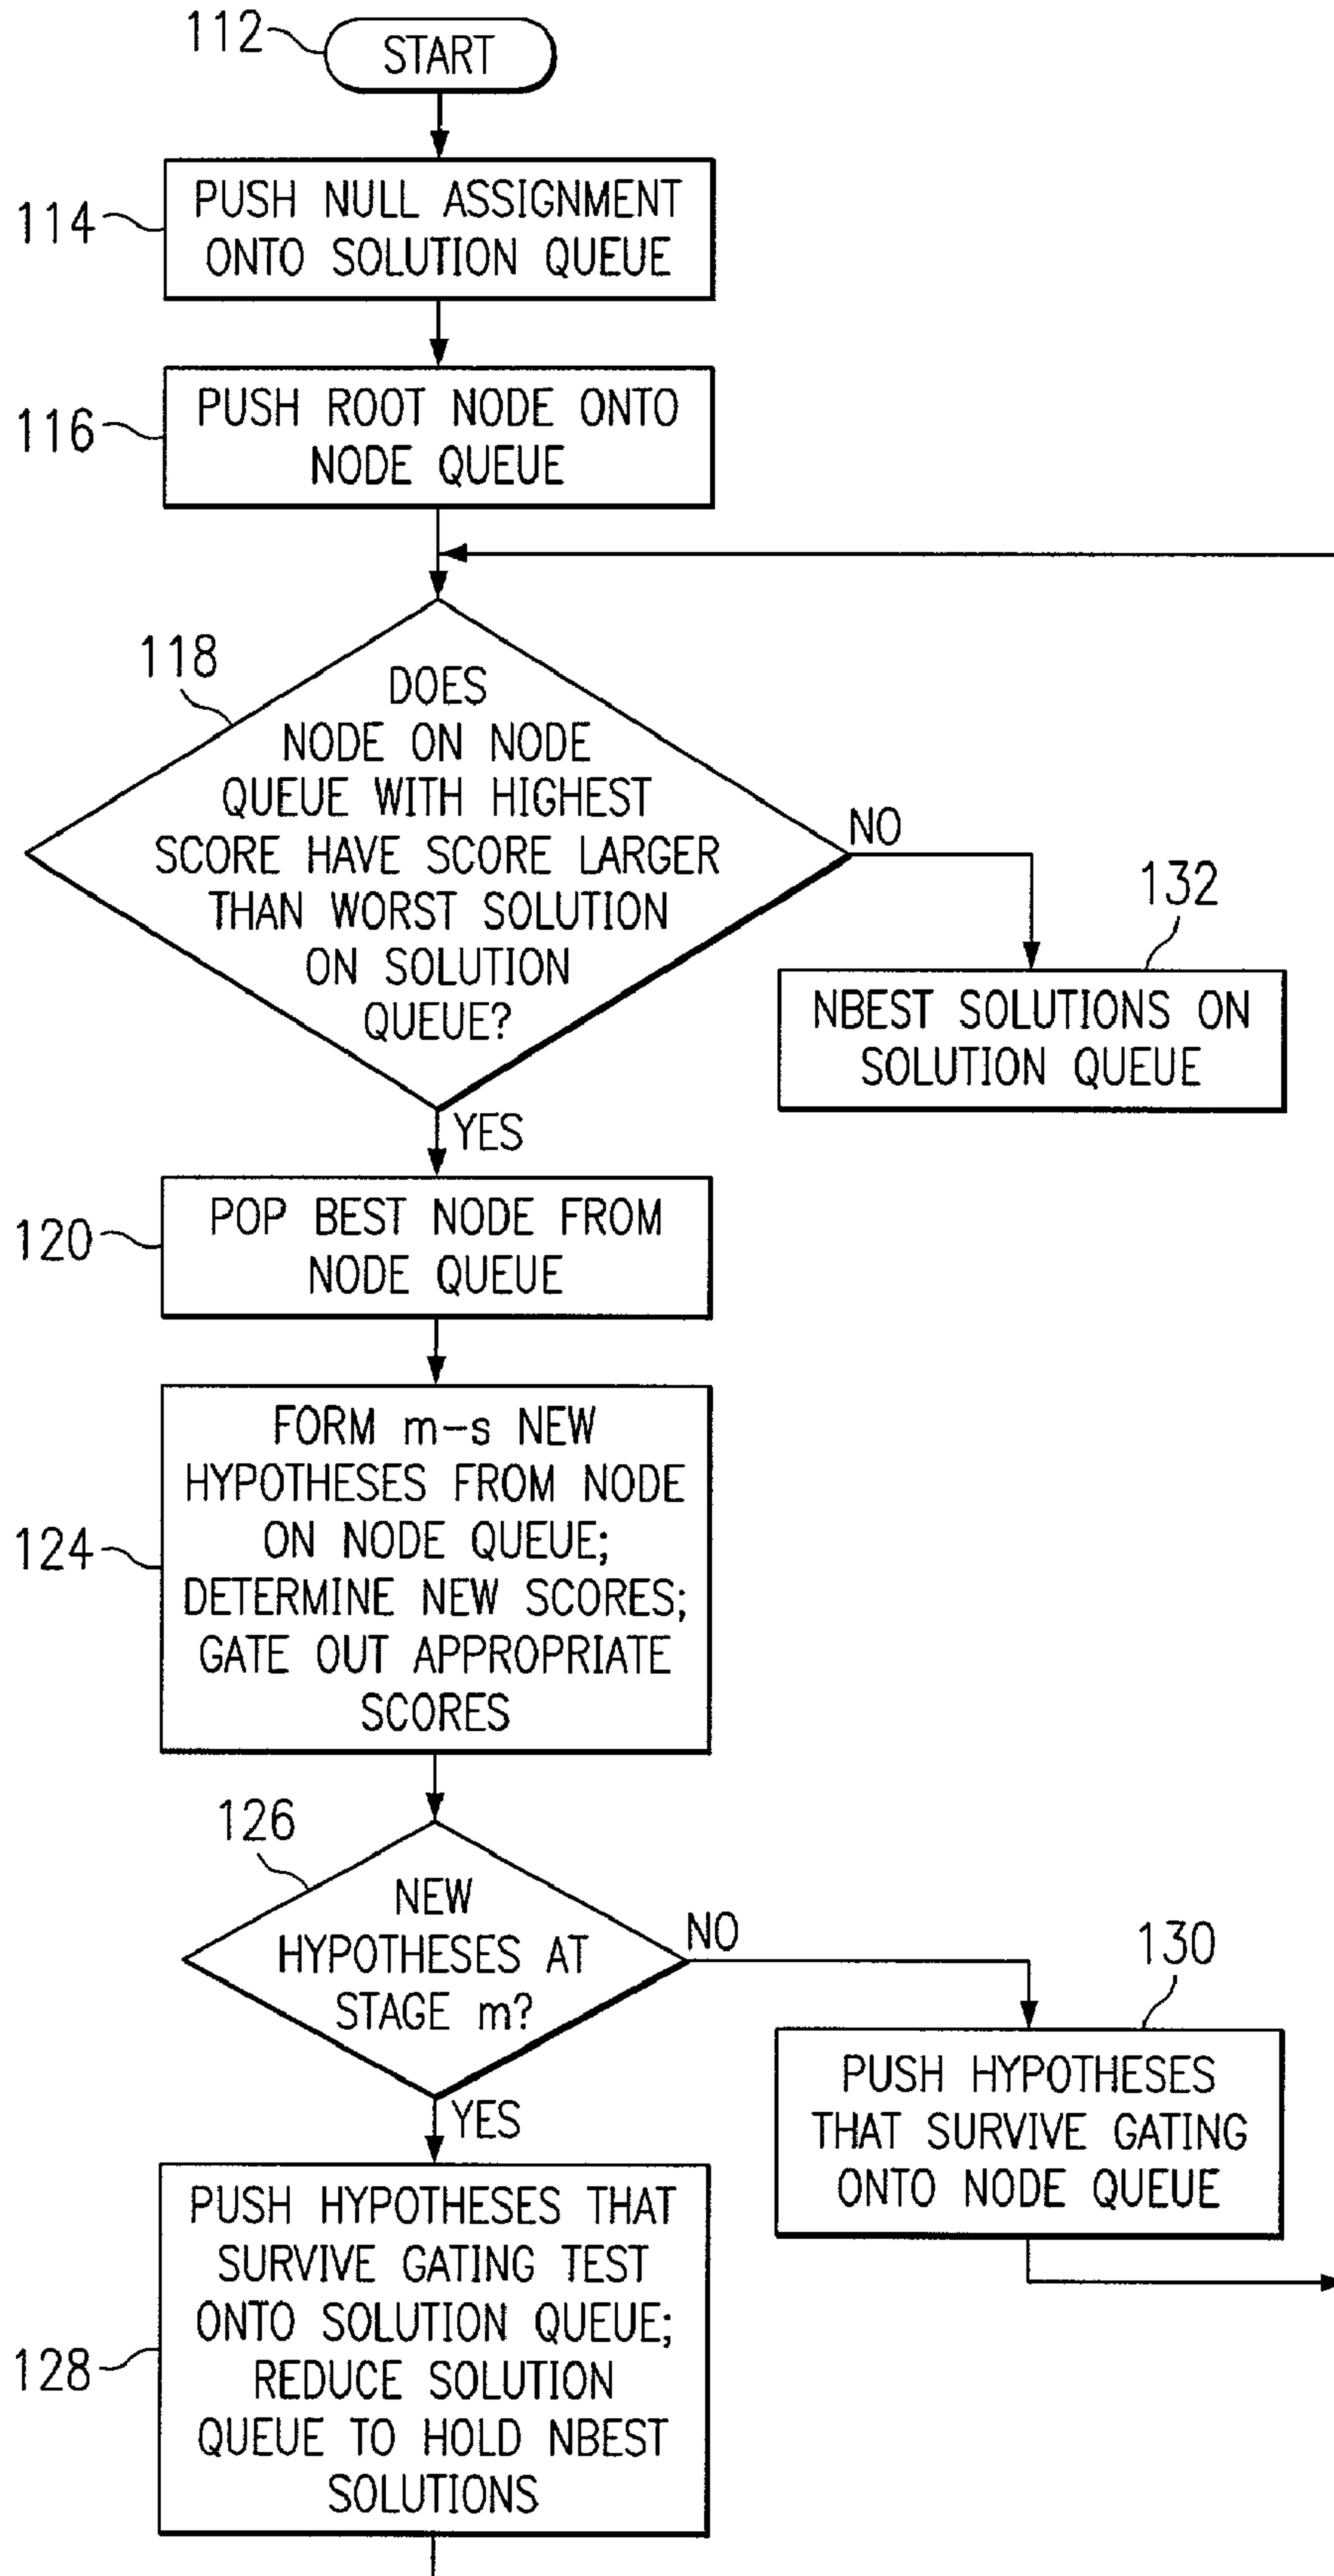 112
START
114
PUSH NULL ASSIGNMENT
ONTO SOLUTION QUEUE
116
PUSH ROOT NODE ONTO
NODE QUEUE
118
DOES
NODE ON NODE
QUEUE WITH HIGHEST
SCORE HAVE SCORE LARGER
THAN WORST SOLUTION
ON SOLUTION
QUEUE?
NO
132
NBEST SOLUTIONS ON
SOLUTION QUEUE
YES
120
POP BEST NODE FROM
NODE QUEUE
124
FORM m-s NEW
HYPOTHESES FROM NODE
ON NODE QUEUE;
DETERMINE NEW SCORES;
GATE OUT APPROPRIATE
SCORES
126
NEW
HYPOTHESES AT
STAGE m?
NO
130
PUSH HYPOTHESES
THAT SURVIVE GATING
ONTO NODE QUEUE
YES
128
PUSH HYPOTHESES THAT
SURVIVE GATING TEST
ONTO SOLUTION QUEUE;
REDUCE SOLUTION
QUEUE TO HOLD NBEST
SOLUTIONS